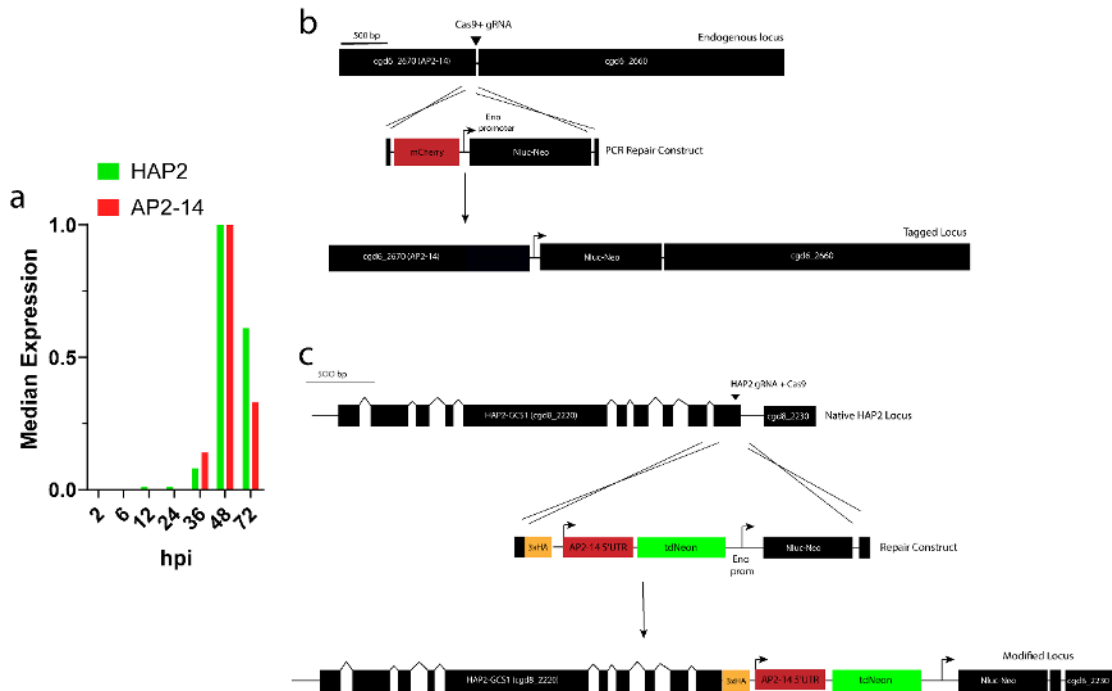 a
HAP2
AP2-14
Median Expression
1.0
0.5
0.0
2
6
12
24
36
48
72
hpi
b
Cas9+ gRNA
500 bp
Endogenous locus
cgd6_2670 (AP2-14)
cgd6_2660
Eno
promoter
mCherry
Nluc-Neo
PCR Repair Construct
Tagged Locus
cgd6_2670 (AP2-14)
Nluc-Neo
cgd6_2660
c
500 bp
HAP2 gRNA + Cas9
HAP2-GCS1 (cgd8_2220)
cgd8_2230
Native HAP2 Locus
3xHA
AP2-14 5'UTR
tdNeon
Eno
prom
Nluc-Neo
Repair Construct
Modified Locus
HAP2-GCS1 (cgd8_2220)
3xHA
AP2-14 5'UTR
tdNeon
Nluc-Neo
cgd8_2230